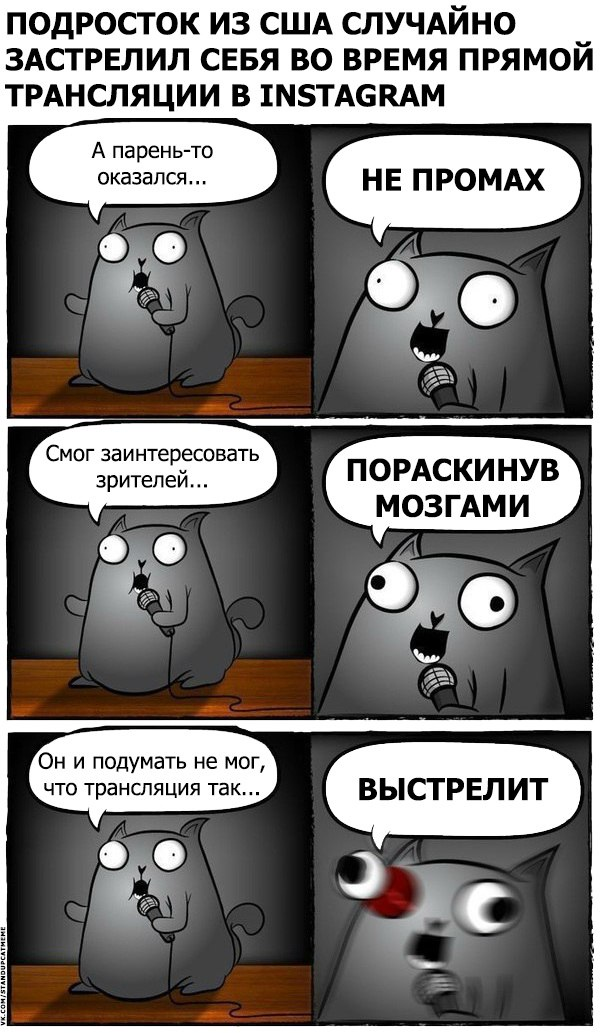 ПОДРОСТОК ИЗ США СЛУЧАЙНО
ЗАСТРЕЛИЛ СЕБЯ ВО ВРЕМЯ ПРЯМОЙ
ТРАНСЛЯЦИИ В INSTAGRAM
А парень-то
оказался...
НЕ ПРОМАХ
Смог заинтересовать
зрителей...
ПОРАСКИНУВ
МОЗГАМИ
Он и подумать не мог,
что трансляция так...
ВЫСТРЕЛИТ
VK.COM/STANDUPCATMEME